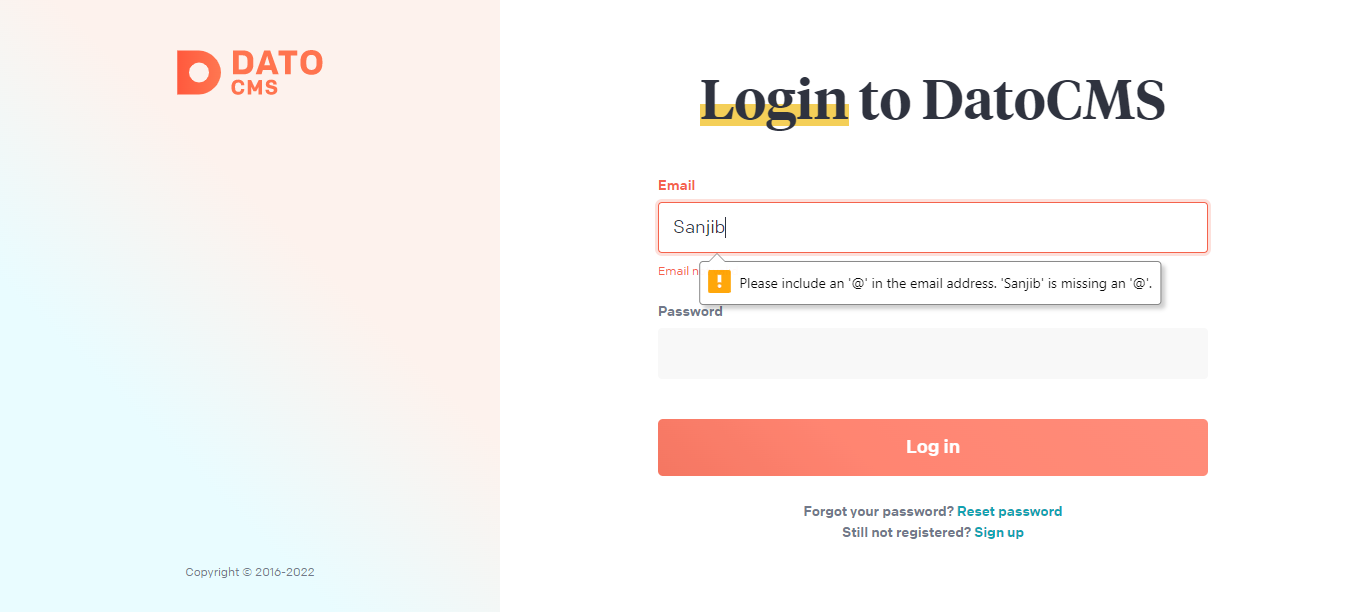 DATO
CMS
Login to DatoCMS
Email
Sanjib
Email
Please include an '@' in the email address. 'Sanjib' is missing an '@'.
Password
Log in
Forgot your password? Reset password
Still not registered? Sign up
Copyright © 2016-2022